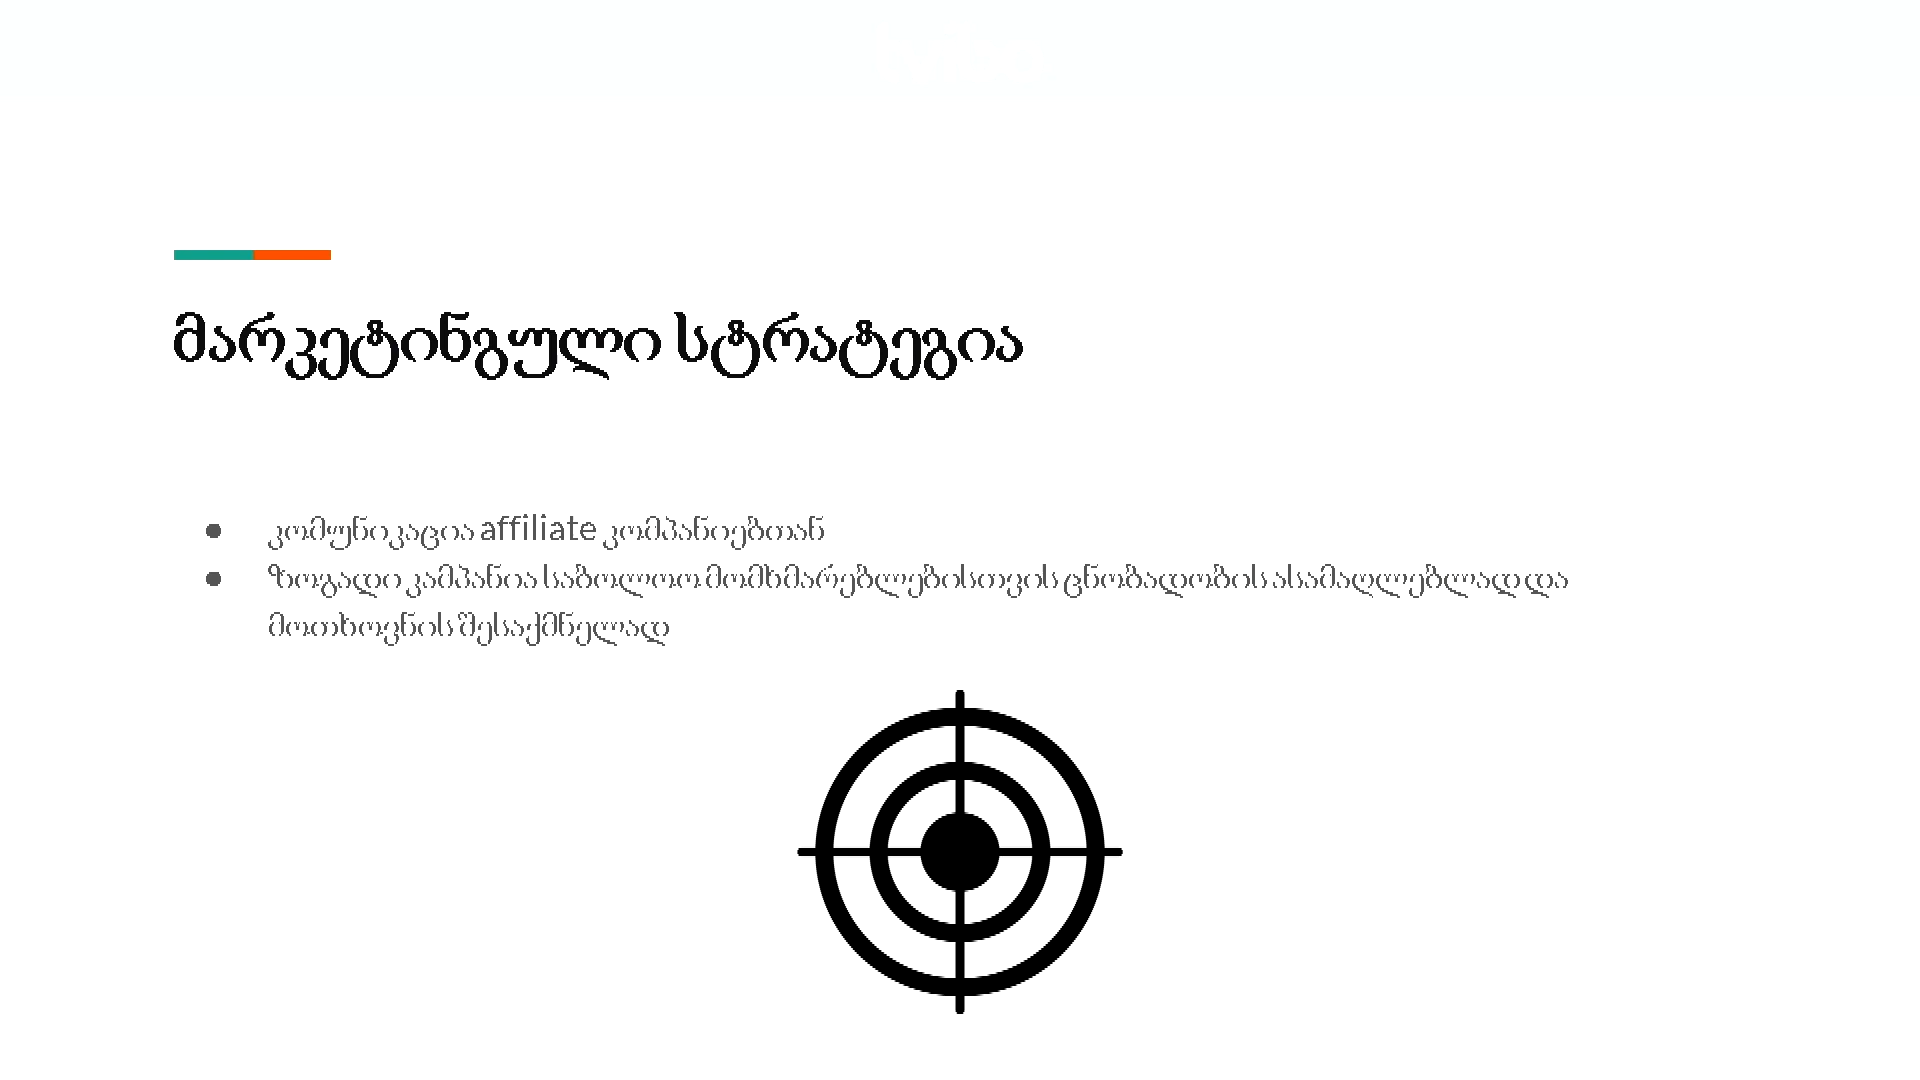 მარკეტინგული სტრატეგია
● კომუნიკაცია affiliate კომპანიებთან
● ზოგადი კამპანია საბოლოო მომხმარებლებისთვის ცნობადობის ასამაღლებლად და
მოთხოვნის შესაქმნელად